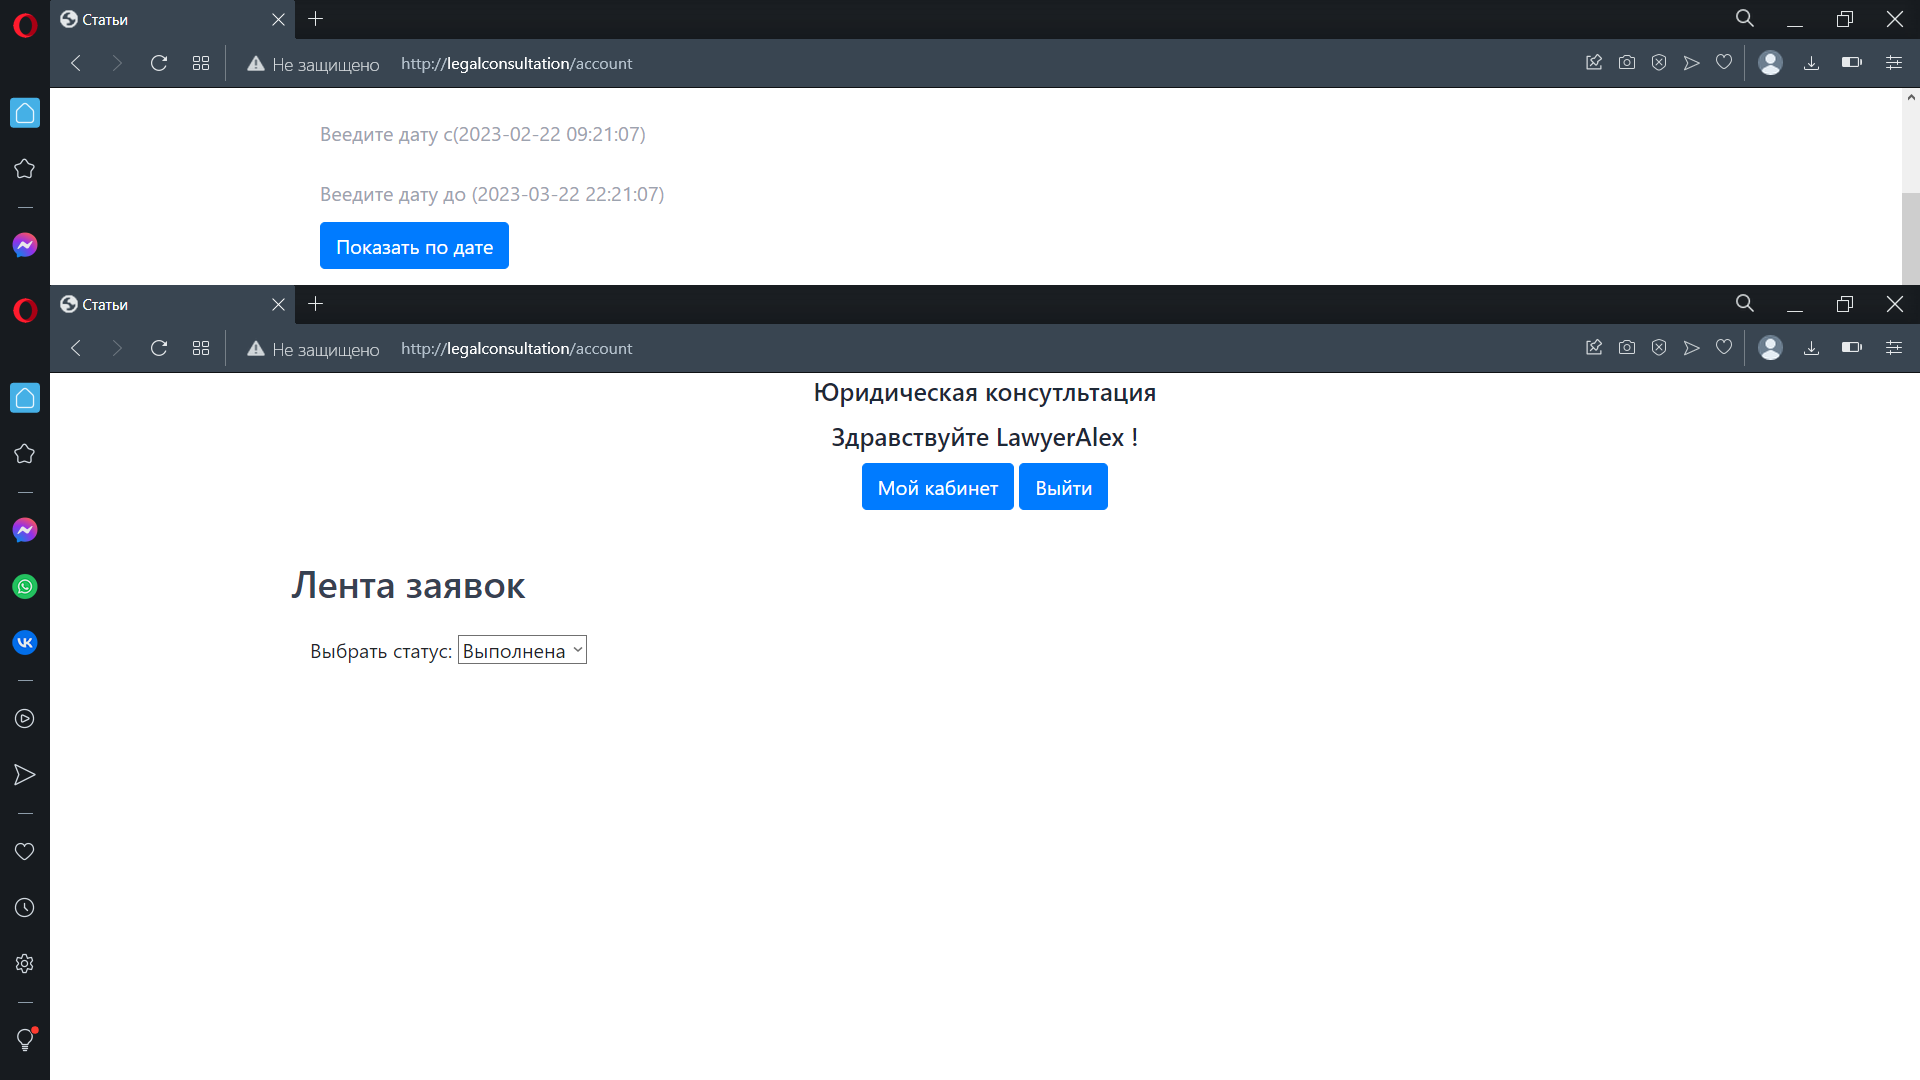 Статьи
Не защищено http://legalconsultation/account
Веедите дату с(2023-02-22 09:21:07)
Веедите дату до (2023-03-22 22:21:07)
Показать по дате
Статьи
Не защищено http://legalconsultation/account
Юридическая консутльтация
Здравствуйте LawyerAlex !
Мой кабинет Выйти
Лента заявок
Выбрать статус: Выполнена